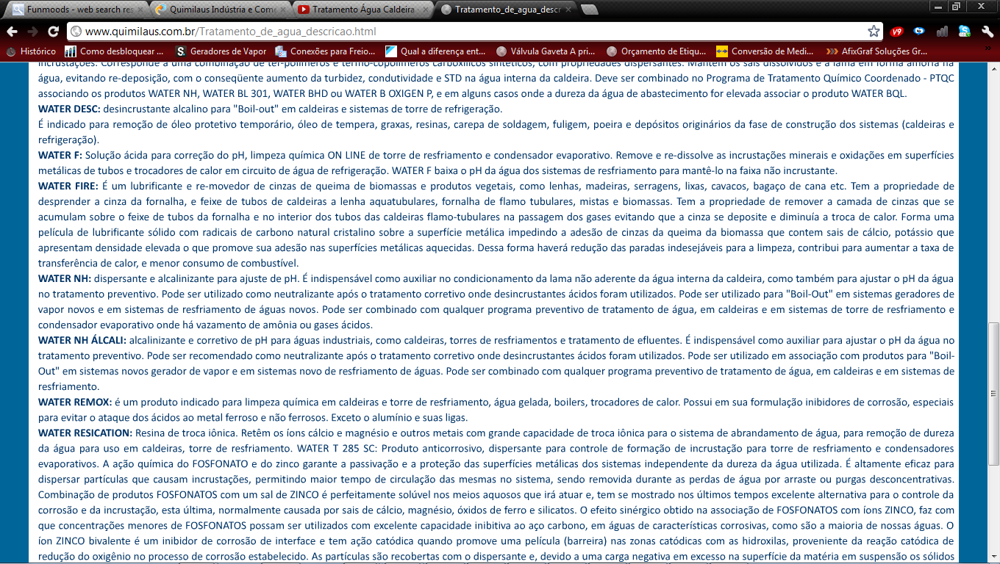 Funmoods - web search res
Quimilaus Indústria e Come
Tratamento Água Caldeira
Tratamento_de_agua_descr
www.quimilaus.com.br/Tratamento_de_agua_descricao.html
Histórico
Como desbloquear ...
Geradores de Vapor
Conexões para Freio...
Qual a diferença ent...
Válvula Gaveta A pri...
Orçamento de Etiqu...
Conversão de Medi...
AfixGraf Soluções Gr...
incrustações. Corresponde a uma combinação de ter-polímeros e termo-copolímeros carboxílicos sintéticos, com propriedades dispersantes. Mantém os sais dissolvidos e a lama em forma amorfa na
água, evitando re-deposição, com o conseqüente aumento da turbidez, condutividade e STD na água interna da caldeira. Deve ser combinado no Programa de Tratamento Químico Coordenado - PTQC
associando os produtos WATER NH, WATER BL 301, WATER BHD ou WATER B OXIGEN P, e em alguns casos onde a dureza da água de abastecimento for elevada associar o produto WATER BQL.
WATER DESC: desincrustante alcalino para "Boil-out" em caldeiras e sistemas de torre de refrigeração.
É indicado para remoção de óleo protetivo temporário, óleo de tempera, graxas, resinas, carepa de soldagem, fuligem, poeira e depósitos originários da fase de construção dos sistemas (caldeiras e
refrigeração).
WATER F: Solução ácida para correção do pH, limpeza química ON LINE de torre de resfriamento e condensador evaporativo. Remove e re-dissolve as incrustações minerais e oxidações em superfícies
metálicas de tubos e trocadores de calor em circuito de água de refrigeração. WATER F baixa o pH da água dos sistemas de resfriamento para mantê-lo na faixa não incrustante.
WATER FIRE: É um lubrificante e re-movedor de cinzas de queima de biomassas e produtos vegetais, como lenhas, madeiras, serragens, lixas, cavacos, bagaço de cana etc. Tem a propriedade de
desprender a cinza da fornalha, e feixe de tubos de caldeiras a lenha aquatubulares, fornalha de flamo tubulares, mistas e biomassas. Tem a propriedade de remover a camada de cinzas que se
acumulam sobre o feixe de tubos da fornalha e no interior dos tubos das caldeiras flamo-tubulares na passagem dos gases evitando que a cinza se deposite e diminuía a troca de calor. Forma uma
película de lubrificante sólido com radicais de carbono natural cristalino sobre a superfície metálica impedindo a adesão de cinzas da queima da biomassa que contem sais de cálcio, potássio que
apresentam densidade elevada o que promove sua adesão nas superfícies metálicas aquecidas. Dessa forma haverá redução das paradas indesejáveis para a limpeza, contribui para aumentar a taxa de
transferência de calor, e menor consumo de combustível.
WATER NH: dispersante e alcalinizante para ajuste de pH. É indispensável como auxiliar no condicionamento da lama não aderente da água interna da caldeira, como também para ajustar o pH da água
no tratamento preventivo. Pode ser utilizado como neutralizante após o tratamento corretivo onde desincrustantes ácidos foram utilizados. Pode ser utilizado para "Boil-Out" em sistemas geradores de
vapor novos e em sistemas de resfriamento de águas novos. Pode ser combinado com qualquer programa preventivo de tratamento de água, em caldeiras e em sistemas de torre de resfriamento e
condensador evaporativo onde há vazamento de amônia ou gases ácidos.
WATER NH ÁLCALI: alcalinizante e corretivo de pH para águas industriais, como caldeiras, torres de resfriamentos e tratamento de efluentes. É indispensável como auxiliar para ajustar o pH da água no
tratamento preventivo. Pode ser recomendado como neutralizante após o tratamento corretivo onde desincrustantes ácidos foram utilizados. Pode ser utilizado em associação com produtos para "Boil-
Out" em sistemas novos gerador de vapor e em sistemas novo de resfriamento de águas. Pode ser combinado com qualquer programa preventivo de tratamento de água, em caldeiras e em sistemas de
resfriamento.
WATER REMOX: é um produto indicado para limpeza química em caldeiras e torre de resfriamento, água gelada, boilers, trocadores de calor. Possui em sua formulação inibidores de corrosão, especiais
para evitar o ataque dos ácidos ao metal ferroso e não ferrosos. Exceto o alumínio e suas ligas.
WATER RESICATION: Resina de troca iônica. Retêm os íons cálcio e magnésio e outros metais com grande capacidade de troca iônica para o sistema de abrandamento de água, para remoção de dureza
da água para uso em caldeiras, torre de resfriamento. WATER T 285 SC: Produto anticorrosivo, dispersante para controle de formação de incrustação para torre de resfriamento e condensadores
evaporativos. A ação química do FOSFONATO e do zinco garante a passivação e a proteção das superfícies metálicas dos sistemas independente da dureza da água utilizada. É altamente eficaz para
dispersar partículas que causam incrustações, permitindo maior tempo de circulação das mesmas no sistema, sendo removida durante as perdas de água por arraste ou purgas desconcentrativas.
Combinação de produtos FOSFONATOS com um sal de ZINCO é perfeitamente solúvel nos meios aquosos que irá atuar e, tem se mostrado nos últimos tempos excelente alternativa para o controle da
corrosão e da incrustação, esta última, normalmente causada por sais de cálcio, magnésio, óxidos de ferro e silicatos. O efeito sinérgico obtido na associação de FOSFONATOS com íons ZINCO, faz com
que concentrações menores de FOSFONATOS possam ser utilizados com excelente capacidade inibitiva ao aço carbono, em águas de características corrosivas, como são a maioria de nossas águas. O
íon ZINCO bivalente é um inibidor de corrosão de interface e tem ação catódica quando promove uma película (barreira) nas zonas catódicas com as hidroxilas, proveniente da reação catódica de
redução do oxigênio no processo de corrosão estabelecido. As partículas são recobertas com o dispersante e, devido a uma carga negativa em excesso na superfície da matéria em suspensão os sólidos